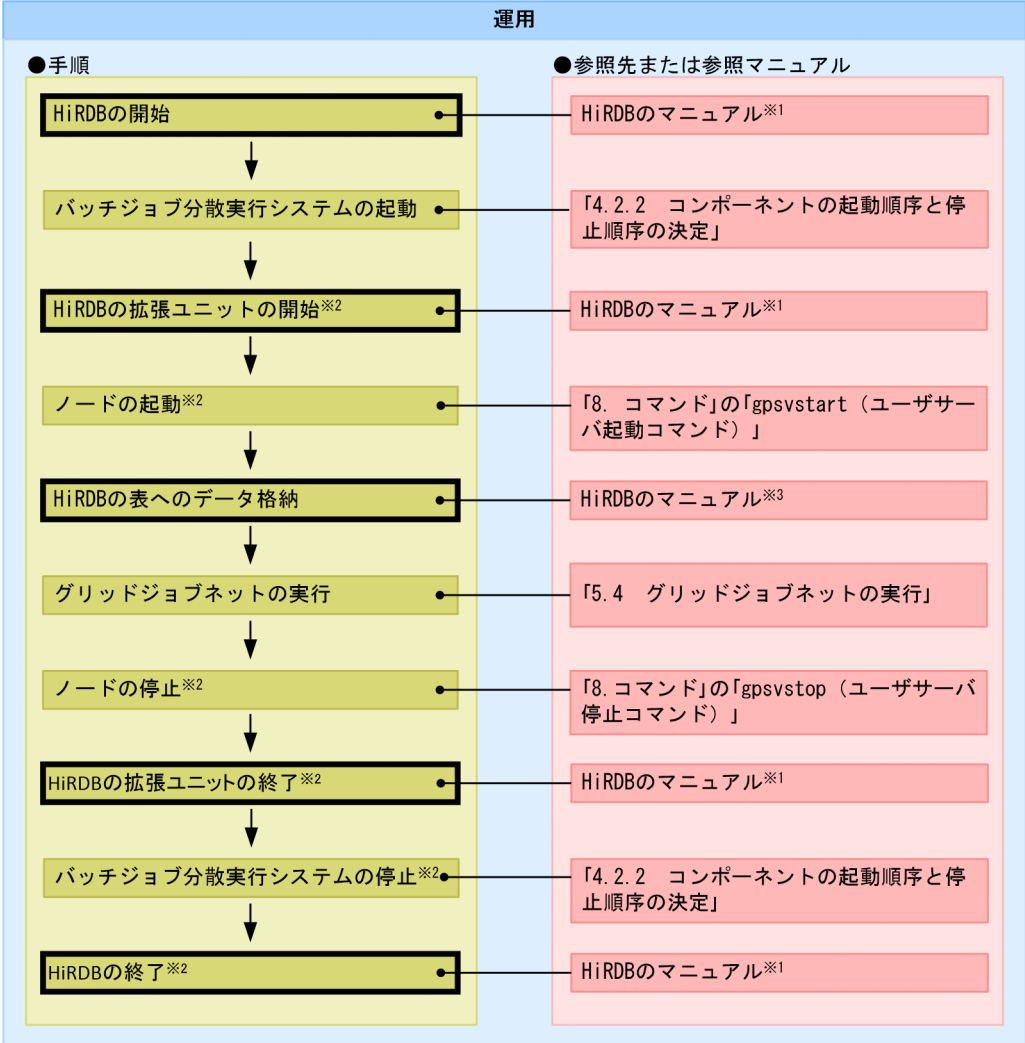 運用
●手順
●参照先または参照マニュアル
HiRDBの開始
HiRDBのマニュアル※1
バッチジョブ分散実行システムの起動
「4.2.2　コンポーネントの起動順序と停
止順序の決定」
HiRDBの拡張ユニットの開始※2
HiRDBのマニュアル※1
ノードの起動※2
「8. コマンド」の「gpsvstart（ユーザサー
バ起動コマンド）」
HiRDBの表へのデータ格納
HiRDBのマニュアル※3
グリッドジョブネットの実行
「5.4　グリッドジョブネットの実行」
ノードの停止※2
「8.コマンド」の「gpsvstop（ユーザサーバ
停止コマンド）」
HiRDBの拡張ユニットの終了※2
HiRDBのマニュアル※1
バッチジョブ分散実行システムの停止※2
「4.2.2　コンポーネントの起動順序と停
止順序の決定」
HiRDBの終了※2
HiRDBのマニュアル※1